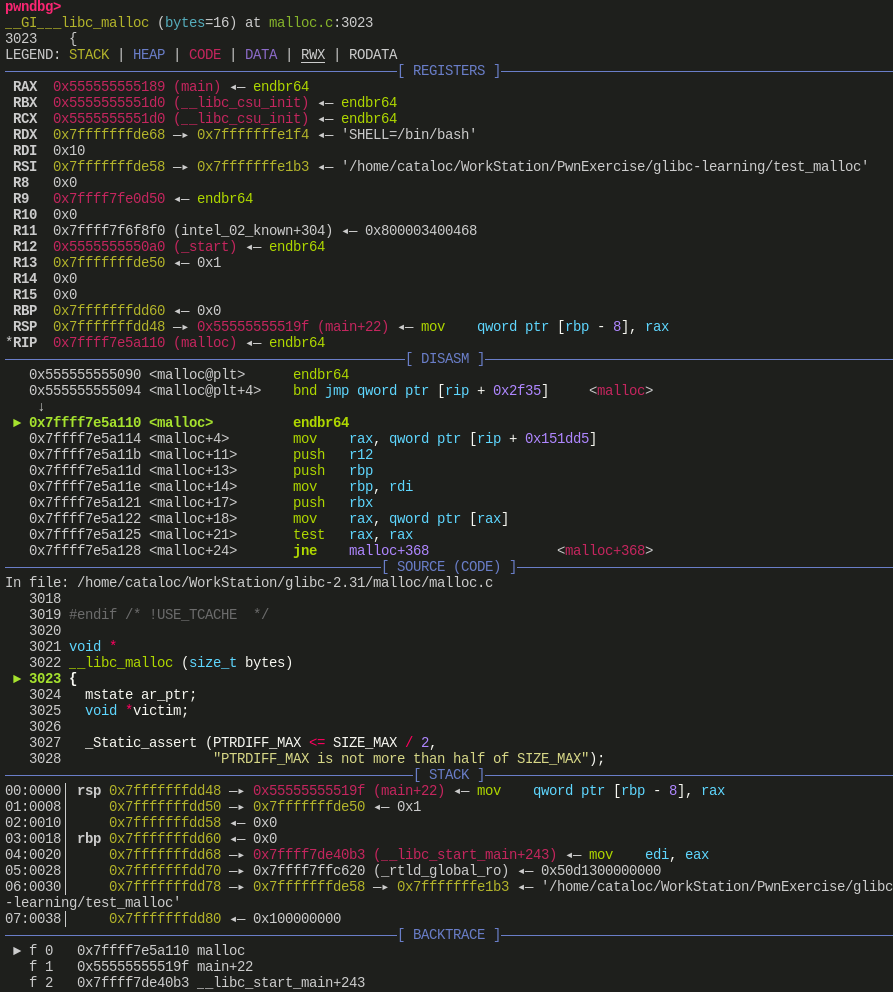 pwndbg>
__GI___libc_malloc (bytes=16) at malloc.c:3023
3023    {
LEGEND: STACK | HEAP | CODE | DATA | RWX | RODATA
[ REGISTERS ]
RAX  0x555555555189 (main) ◂— endbr64
RBX  0x5555555551d0 (__libc_csu_init) ◂— endbr64
RCX  0x5555555551d0 (__libc_csu_init) ◂— endbr64
RDX  0x7fffffffde68 —▸ 0x7fffffffe1f4 ◂— 'SHELL=/bin/bash'
RDI  0x10
RSI  0x7fffffffde58 —▸ 0x7fffffffe1b3 ◂— '/home/cataloc/WorkStation/PwnExercise/glibc-learning/test_malloc'
R8   0x0
R9   0x7ffff7fe0d50 ◂— endbr64
R10  0x0
R11  0x7ffff7f6f8f0 (intel_02_known+304) ◂— 0x800003400468
R12  0x5555555550a0 (_start) ◂— endbr64
R13  0x7fffffffde50 ◂— 0x1
R14  0x0
R15  0x0
RBP  0x7fffffffdd60 ◂— 0x0
RSP  0x7fffffffdd48 —▸ 0x55555555519f (main+22) ◂— mov    qword ptr [rbp - 8], rax
*RIP  0x7ffff7e5a110 (malloc) ◂— endbr64
[ DISASM ]
0x555555555090 <malloc@plt>      endbr64
0x555555555094 <malloc@plt+4>    bnd jmp qword ptr [rip + 0x2f35]     <malloc>
↓
► 0x7ffff7e5a110 <malloc>          endbr64
0x7ffff7e5a114 <malloc+4>        mov    rax, qword ptr [rip + 0x151dd5]
0x7ffff7e5a11b <malloc+11>       push   r12
0x7ffff7e5a11d <malloc+13>       push   rbp
0x7ffff7e5a11e <malloc+14>       mov    rbp, rdi
0x7ffff7e5a121 <malloc+17>       push   rbx
0x7ffff7e5a122 <malloc+18>       mov    rax, qword ptr [rax]
0x7ffff7e5a125 <malloc+21>       test   rax, rax
0x7ffff7e5a128 <malloc+24>       jne    malloc+368                <malloc+368>
[ SOURCE (CODE) ]
In file: /home/cataloc/WorkStation/glibc-2.31/malloc/malloc.c
3018
3019 #endif /* !USE_TCACHE  */
3020
3021 void *
3022 __libc_malloc (size_t bytes)
► 3023 {
3024   mstate ar_ptr;
3025   void *victim;
3026
3027   _Static_assert (PTRDIFF_MAX <= SIZE_MAX / 2,
3028                   "PTRDIFF_MAX is not more than half of SIZE_MAX");
[ STACK ]
00:0000│ rsp 0x7fffffffdd48 —▸ 0x55555555519f (main+22) ◂— mov    qword ptr [rbp - 8], rax
01:0008│     0x7fffffffdd50 —▸ 0x7fffffffde50 ◂— 0x1
02:0010│     0x7fffffffdd58 ◂— 0x0
03:0018│ rbp 0x7fffffffdd60 ◂— 0x0
04:0020│     0x7fffffffdd68 —▸ 0x7ffff7de40b3 (__libc_start_main+243) ◂— mov    edi, eax
05:0028│     0x7fffffffdd70 —▸ 0x7ffff7ffc620 (_rtld_global_ro) ◂— 0x50d1300000000
06:0030│     0x7fffffffdd78 —▸ 0x7fffffffde58 —▸ 0x7fffffffe1b3 ◂— '/home/cataloc/WorkStation/PwnExercise/glibc
-learning/test_malloc'
07:0038│     0x7fffffffdd80 ◂— 0x100000000
[ BACKTRACE ]
► f 0   0x7ffff7e5a110 malloc
f 1   0x55555555519f main+22
f 2   0x7ffff7de40b3 __libc_start_main+243